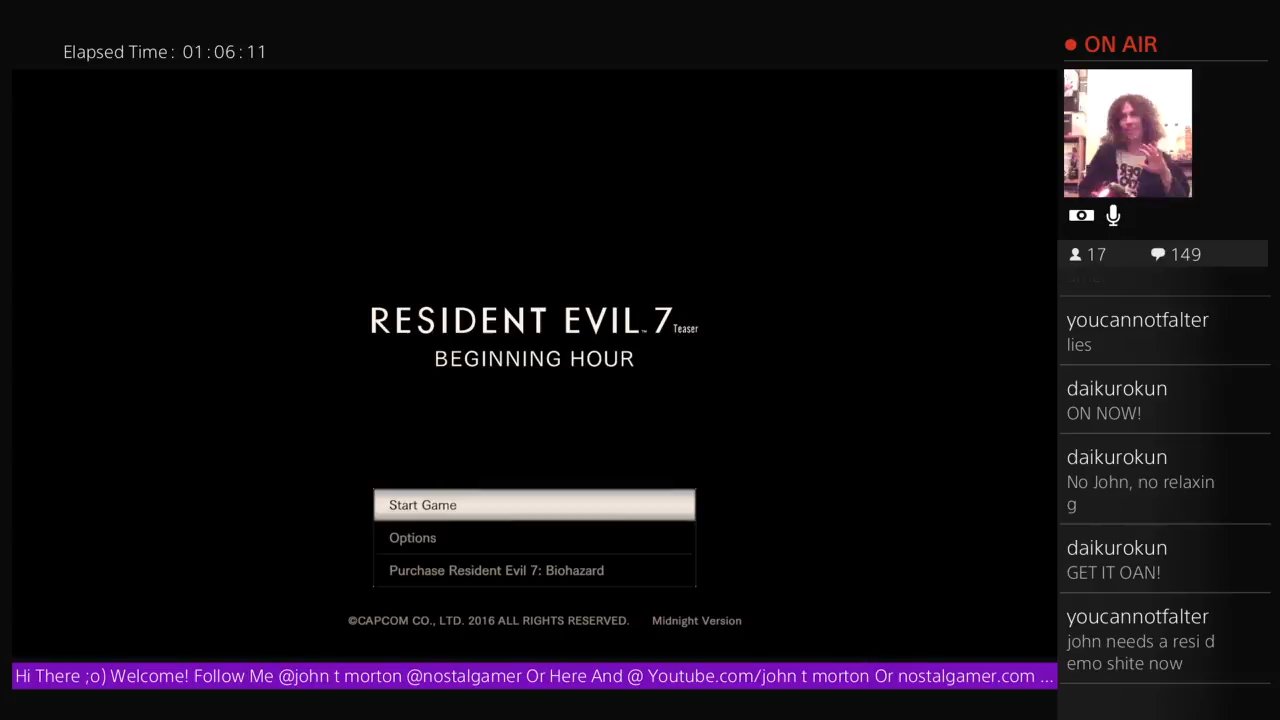 Elapsed Time: 01:06:11
ON AIR
17 149
RESIDENT EVIL 7 Teaser
BEGINNING HOUR
Start Game
Options
Purchase Resident Evil 7: Biohazard
©CAPCOM CO., LTD. 2016 ALL RIGHTS RESERVED. Midnight Version
youcannotfalter
lies
daikurokun
ON NOW!
daikurokun
No John, no relaxin
g
daikurokun
GET IT OAN!
youcannotfalter
john needs a resi d
emo shite now
Hi There ;o) Welcome! Follow Me @john t morton @nostalgamer Or Here And @ Youtube.com/john t morton Or nostalgamer.com ...